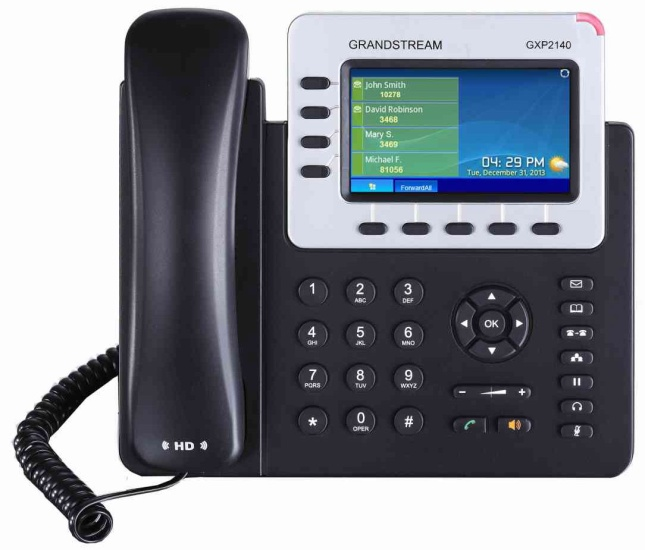 GRANDSTREAM GXP2140
John Smith
10278
David Robinson
3468
Mary S.
3469
Michael F.
81056
04: 29 PM
Tue, December 31, 2013
ForwardAll
1 2 3
ABC DEF
OK
4 5 6
GHI JKL MNO
7 8 9
PQRS TUV WXYZ
- +
* 0 #
OPER
HD